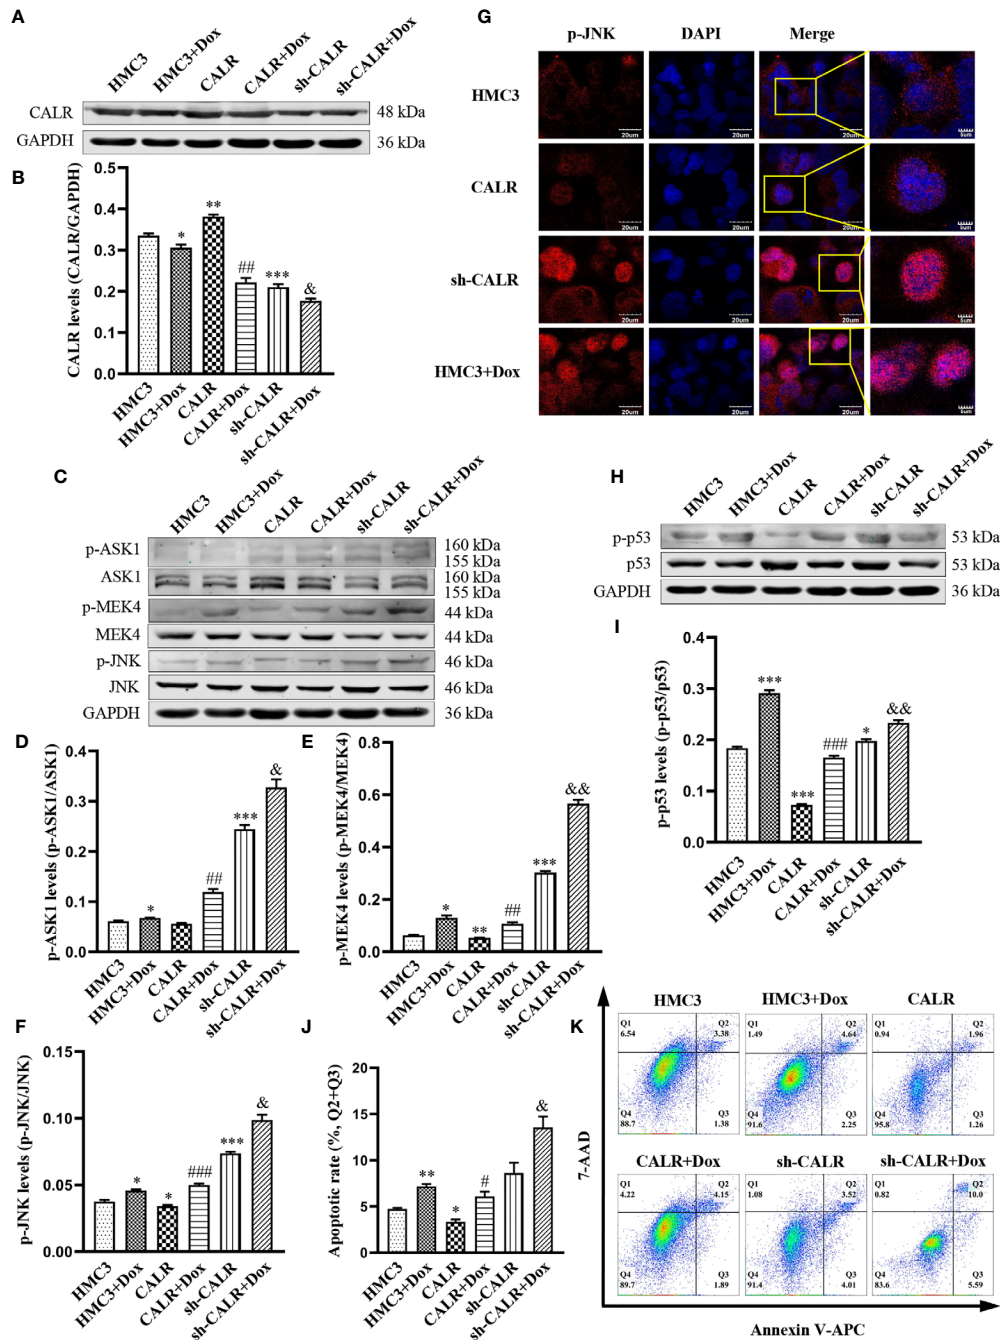 A
HMC3
HMC3+Dox
CALR
CALR+Dox
sh-CALR
sh-CALR+Dox
CALR
48 kDa
GAPDH
36 kDa
B
CALR levels (CALR/GAPDH)
0.5
0.4
0.3
0.2
0.1
0.0
*
**
##
***
&
HMC3
HMC3+Dox
CALR
CALR+Dox
sh-CALR
sh-CALR+Dox
C
HMC3
HMC3+Dox
CALR
CALR+Dox
sh-CALR
sh-CALR+Dox
p-ASK1
160 kDa
155 kDa
ASK1
160 kDa
155 kDa
p-MEK4
44 kDa
MEK4
44 kDa
p-JNK
46 kDa
JNK
46 kDa
GAPDH
36 kDa
D
p-ASK1 levels (p-ASK1/ASK1)
0.4
0.3
0.2
0.1
0.0
*
##
***
&
HMC3
HMC3+Dox
CALR
CALR+Dox
sh-CALR
sh-CALR+Dox
E
p-MEK4 levels (p-MEK4/MEK4)
0.8
0.6
0.4
0.2
0.0
*
**
##
***
&&
HMC3
HMC3+Dox
CALR
CALR+Dox
sh-CALR
sh-CALR+Dox
F
p-JNK levels (p-JNK/JNK)
0.15
0.10
0.05
0.00
*
*
###
***
&
HMC3
HMC3+Dox
CALR
CALR+Dox
sh-CALR
sh-CALR+Dox
G
p-JNK DAPI Merge
HMC3
20um
20um
20um
5um
CALR
20um
20um
20um
5um
sh-CALR
20um
20um
20um
5um
HMC3+Dox
20um
20um
20um
5um
H
HMC3
HMC3+Dox
CALR
CALR+Dox
sh-CALR
sh-CALR+Dox
p-p53
53 kDa
p53
53 kDa
GAPDH
36 kDa
I
p-p53 levels (p-p53/p53)
0.4
0.3
0.2
0.1
0.0
***
***
###
*
&&
HMC3
HMC3+Dox
CALR
CALR+Dox
sh-CALR
sh-CALR+Dox
J
Apoptotic rate (%, Q2+Q3)
20
15
10
5
0
**
*
#
&
HMC3
HMC3+Dox
CALR
CALR+Dox
sh-CALR
sh-CALR+Dox
K
7-AAD
Annexin V-APC
HMC3
Q1
6.54
Q2
3.38
Q4
88.7
Q3
1.38
HMC3+Dox
Q1
1.49
Q2
4.64
Q4
91.6
Q3
2.25
CALR
Q1
0.94
Q2
1.96
Q4
95.8
Q3
1.26
CALR+Dox
Q1
4.22
Q2
4.15
Q4
89.7
Q3
1.89
sh-CALR
Q1
1.08
Q2
3.52
Q4
91.4
Q3
4.01
sh-CALR+Dox
Q1
0.82
Q2
10.0
Q4
83.6
Q3
5.59